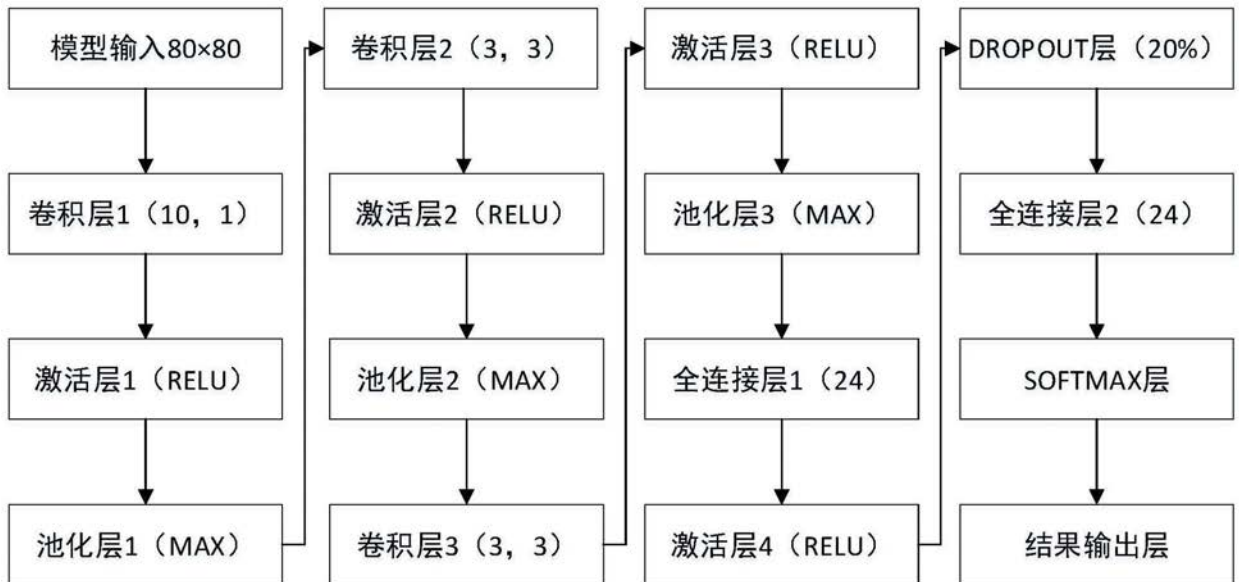 模型输入80×80
卷积层1（10，1）
激活层1（RELU）
池化层1（MAX）
卷积层2（3，3）
激活层2（RELU）
池化层2（MAX）
卷积层3（3，3）
激活层3（RELU）
池化层3（MAX）
全连接层1（24）
激活层4（RELU）
DROPOUT层（20%）
全连接层2（24）
SOFTMAX层
结果输出层